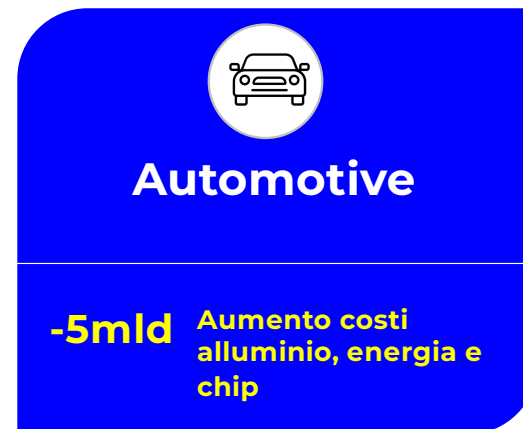 Automotive
-5mld
Aumento costi
alluminio, energia e
chip